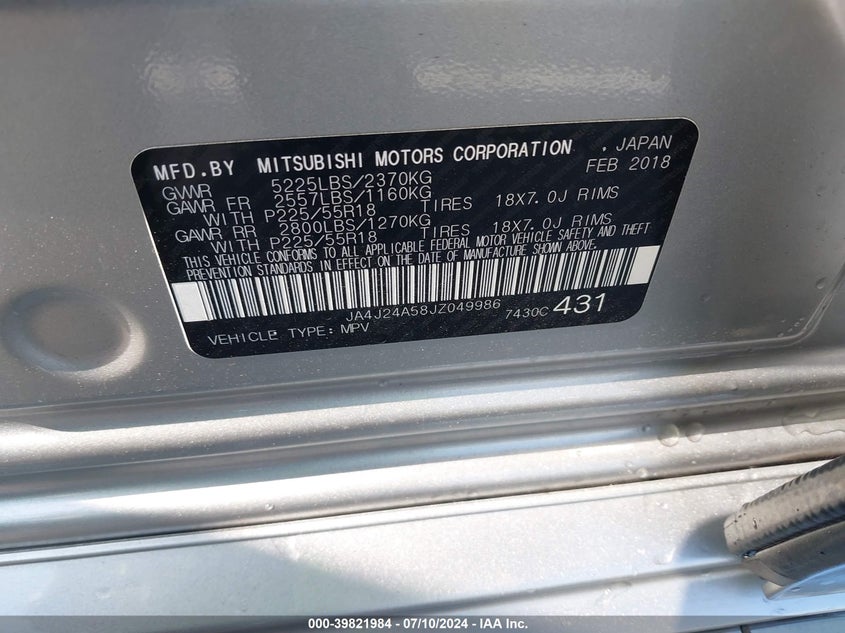 MFD.BY MITSUBISHI MOTORS CORPORATION , JAPAN
FEB 2018
GVWR 5225LBS/2370KG
GAWR FR 2557LBS/1160KG
WITH P225/55R18 TIRES 18X7.0J RIMS
GAWR RR 2800LBS/1270KG
WITH P225/55R18 TIRES 18X7.0J RIMS
THIS VEHICLE CONFORMS TO ALL APPLICABLE FEDERAL MOTOR VEHICLE SAFETY AND THEFT
PREVENTION STANDARDS IN EFFECT ON THE DATE OF MANUFACTURE SHOWN ABOVE.
JA4J24A58JZ049986 7430C 431
VEHICLE TYPE: MPV
000-39821984 - 07/10/2024 - IAA Inc.